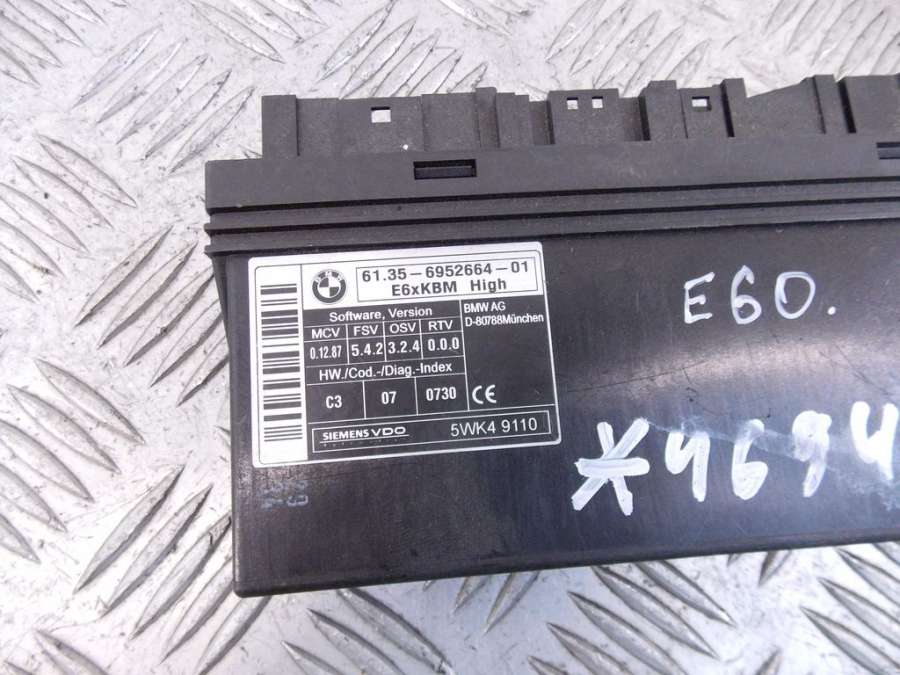 61.35-6952664-01
E6xKBM High
Software, Version
MCV FSV OSV RTV
0.12.87 5.4.2 3.2.4 0.0.0
BMW AG
D-80788München
HW./Cod.-/Diag.-Index
C3 07 0730
CE
SIEMENS VDO
5WK4 9110
E60.
*4694